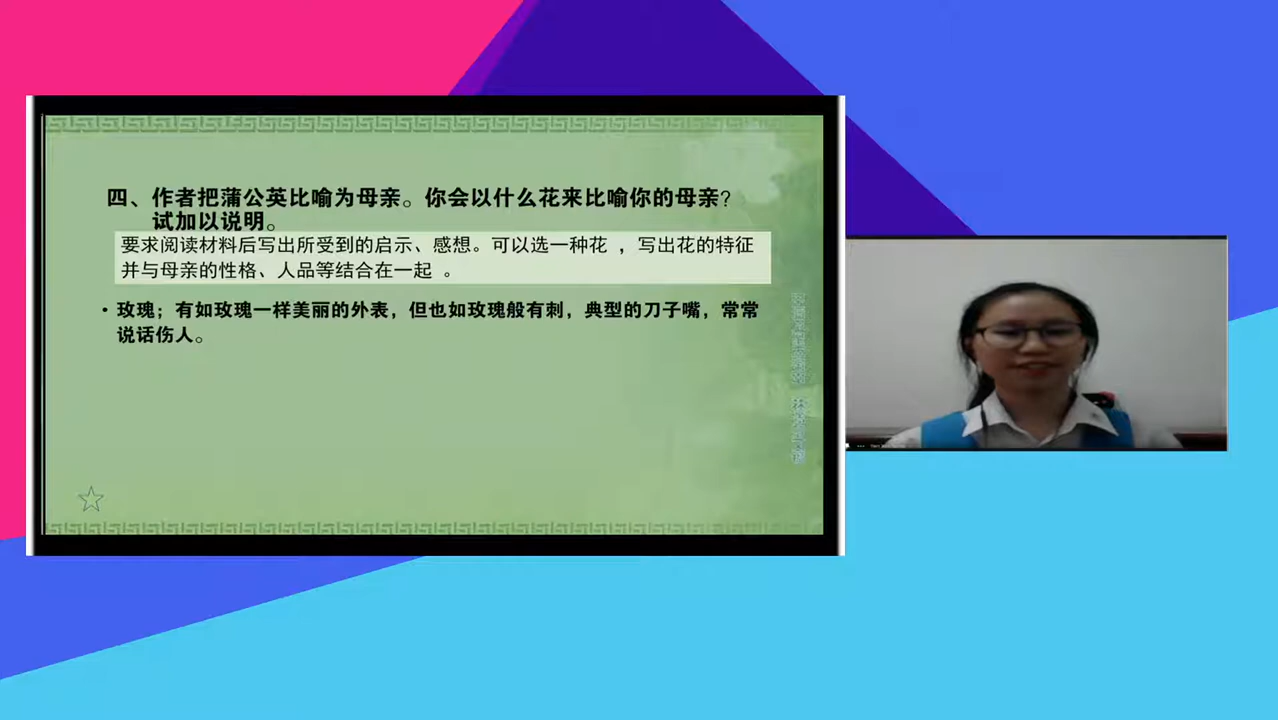 四、作者把蒲公英比喻为母亲。你会以什么花来比喻你的母亲?
试加以说明。
要求阅读材料后写出所受到的启示、感想。可以选一种花 ，写出花的特征
并与母亲的性格、人品等结合在一起 。
• 玫瑰；有如玫瑰一样美丽的外表，但也如玫瑰般有刺，典型的刀子嘴，常常
说话伤人。